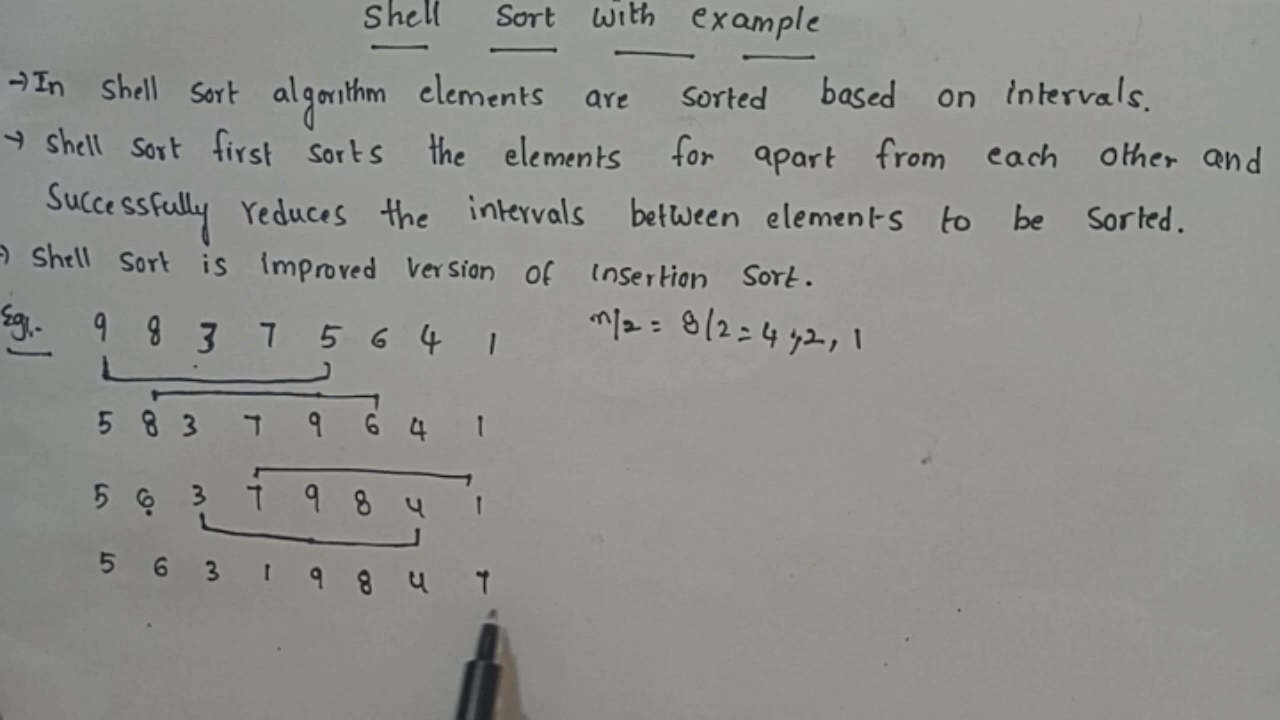 Shell Sort with example
→In shell sort algorithm elements are sorted based on intervals.
→ shell sort first sorts the elements for apart from each other and
Successfully reduces the intervals between elements to be sorted.
→ shell sort is improved version of insertion sort.
Eg:- 9 8 3 7 5 6 4 1 n/2 = 8/2 = 4,2,1
5 8 3 7 9 6 4 1
5 6 3 7 9 8 4 1
5 6 3 1 9 8 4 7